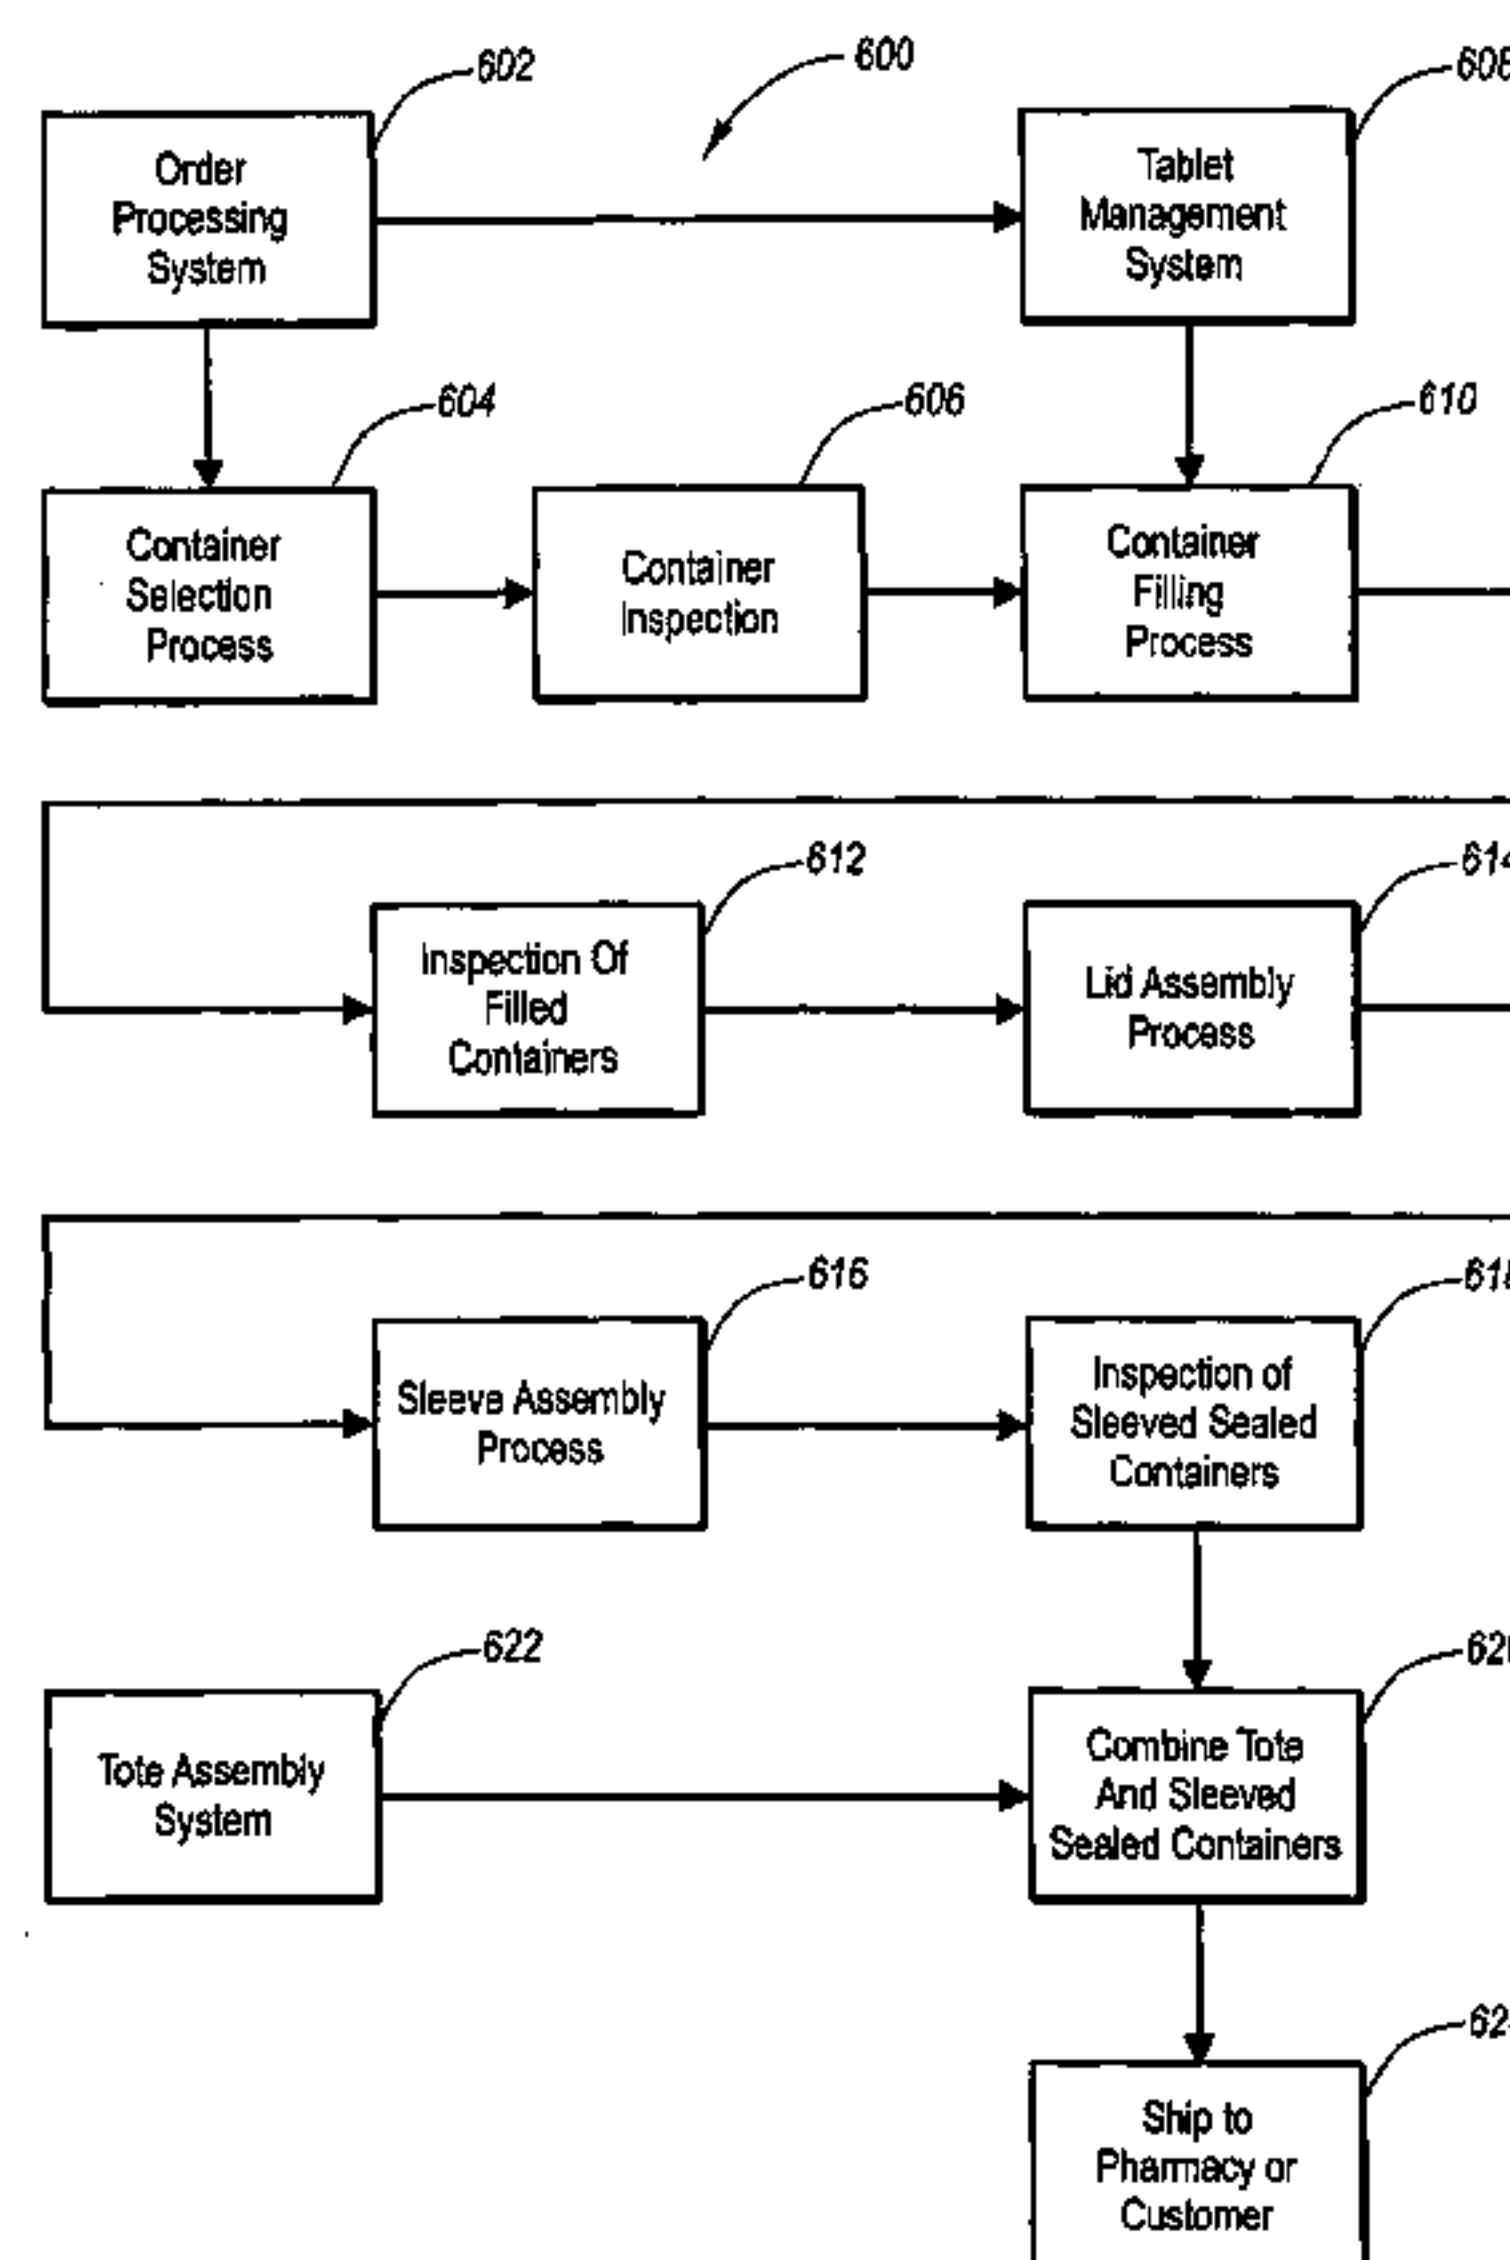 602
600
608
Order
Processing
System
Tablet
Management
System
604
606
610
Container
Selection
Process
Container
Inspection
Container
Filling
Process
612
614
Inspection Of
Filled
Containers
Lid Assembly
Process
616
618
Sleeve Assembly
Process
Inspection of
Sleeved Sealed
Containers
622
Tote Assembly
System
Combine Tote
And Sleeved
Sealed Containers
Ship to
Pharmacy or
Customer